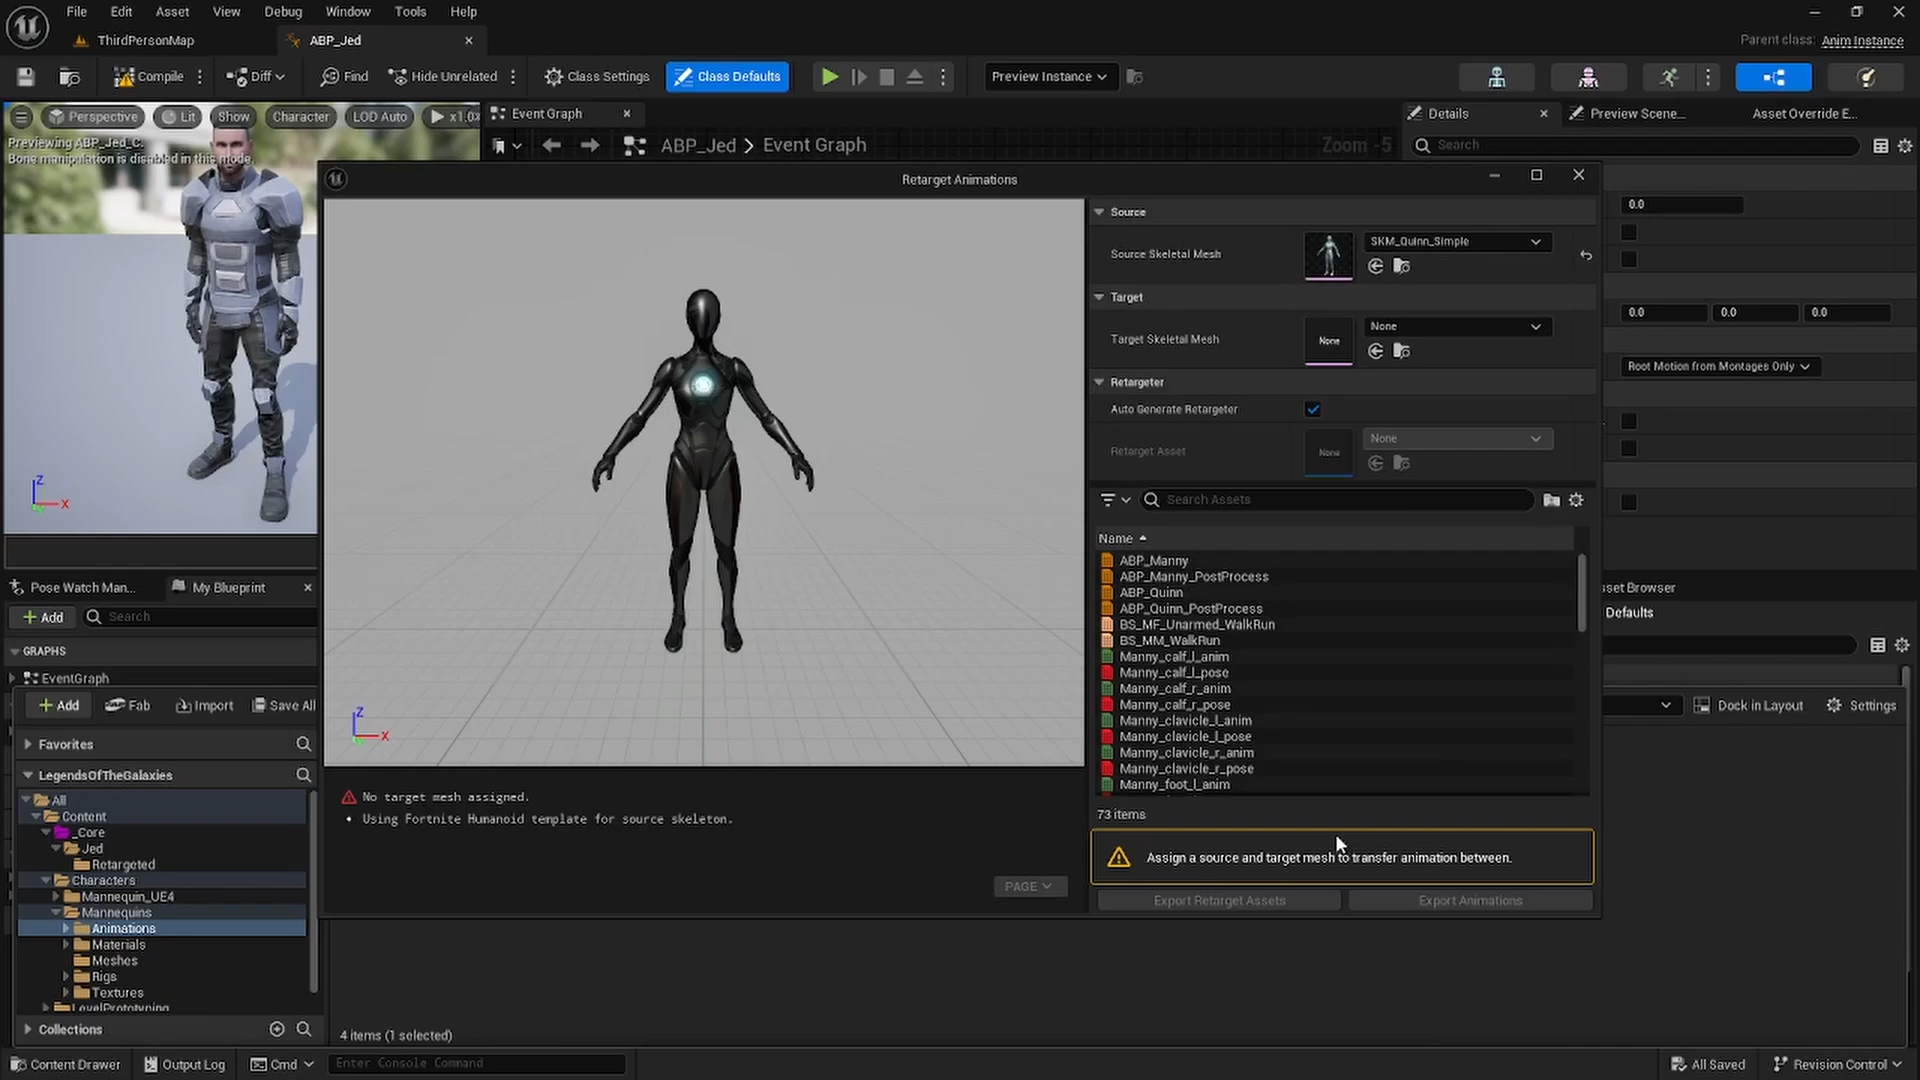 File Edit Asset View Debug Window Tools Help
ThirdPersonMap
ABP_Jed
Parent class: Anim Instance
Compile
Diff
Find
Hide Unrelated
Class Settings
Class Defaults
Preview Instance
Perspective
Lit
Show
Character
LOD Auto
x1.0x
Previewing ABP_Jed_C.
Bone manipulation is disabled in this mode.
Event Graph
ABP_Jed > Event Graph
Zoom -5
Details
Preview Scene...
Asset Override E...
Search
Retarget Animations
Source
Source Skeletal Mesh
SKM_Quinn_Simple
Target
Target Skeletal Mesh
None
None
Retargeter
Auto Generate Retargeter
Retarget Asset
None
None
Search Assets
Name
ABP_Manny
ABP_Manny_PostProcess
ABP_Quinn
ABP_Quinn_PostProcess
BS_MF_Unarmed_WalkRun
BS_MM_WalkRun
Manny_calf_l_anim
Manny_calf_l_pose
Manny_calf_r_anim
Manny_calf_r_pose
Manny_clavicle_l_anim
Manny_clavicle_l_pose
Manny_clavicle_r_anim
Manny_clavicle_r_pose
Manny_foot_l_anim
73 items
Assign a source and target mesh to transfer animation between.
Export Retarget Assets
Export Animations
No target mesh assigned.
• Using Fortnite Humanoid template for source skeleton.
PAGE
Z
X
Z
X
0.0
0.0
0.0
0.0
Root Motion from Montages Only
sset Browser
Defaults
Dock in Layout
Settings
Pose Watch Man...
My Blueprint
Add
Search
GRAPHS
EventGraph
Add
Fab
Import
Save All
Favorites
LegendsOfTheGalaxies
All
Content
_Core
Jed
Retargeted
Characters
Mannequin_UE4
Mannequins
Animations
Materials
Meshes
Rigs
Textures
LevelPrototyping
Collections
4 items (1 selected)
Content Drawer
Output Log
Cmd
Enter Console Command
All Saved
Revision Control